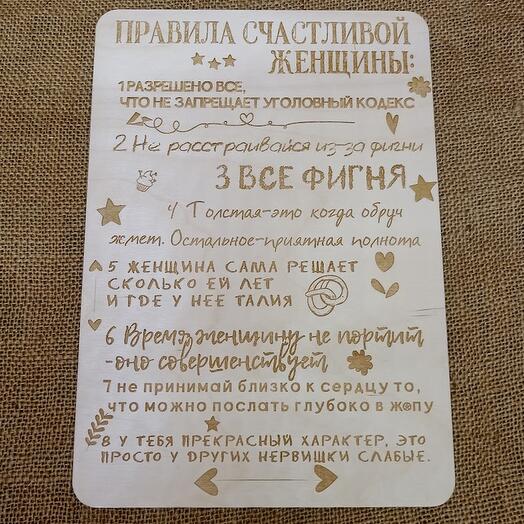 ПРАВИЛА СЧАСТЛИВОЙ
ЖЕНЩИНЫ:
1 РАЗРЕШЕНО ВСЕ,
ЧТО НЕ ЗАПРЕЩАЕТ УГОЛОВНЫЙ КОДЕКС
2 Не расстраивайся из-за фигни
3 ВСЕ ФИГНЯ
4 Толстая-это когда обруч
жмет. Остальное-приятная полнота
5 ЖЕНЩИНА САМА РЕШАЕТ
СКОЛЬКО ЕЙ ЛЕТ
И ГДЕ У НЕЕ ТАЛИЯ
6 Время женщину не портит
-оно совершенствует
7 не принимай близко к сердцу то,
что можно послать глубоко в жопу
8 У ТЕБЯ ПРЕКРАСНЫЙ ХАРАКТЕР, ЭТО
ПРОСТО У ДРУГИХ НЕРВИШКИ СЛАБЫЕ.